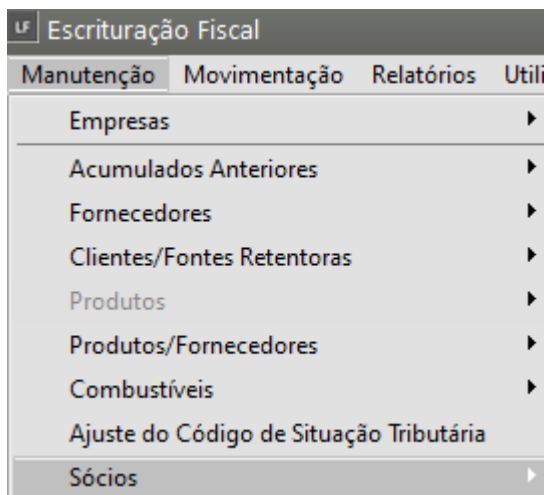 LF Escrituração Fiscal
Manutenção Movimentação Relatórios Utili
Empresas
Acumulados Anteriores
Fornecedores
Clientes/Fontes Retentoras
Produtos
Produtos/Fornecedores
Combustíveis
Ajuste do Código de Situação Tributária
Sócios